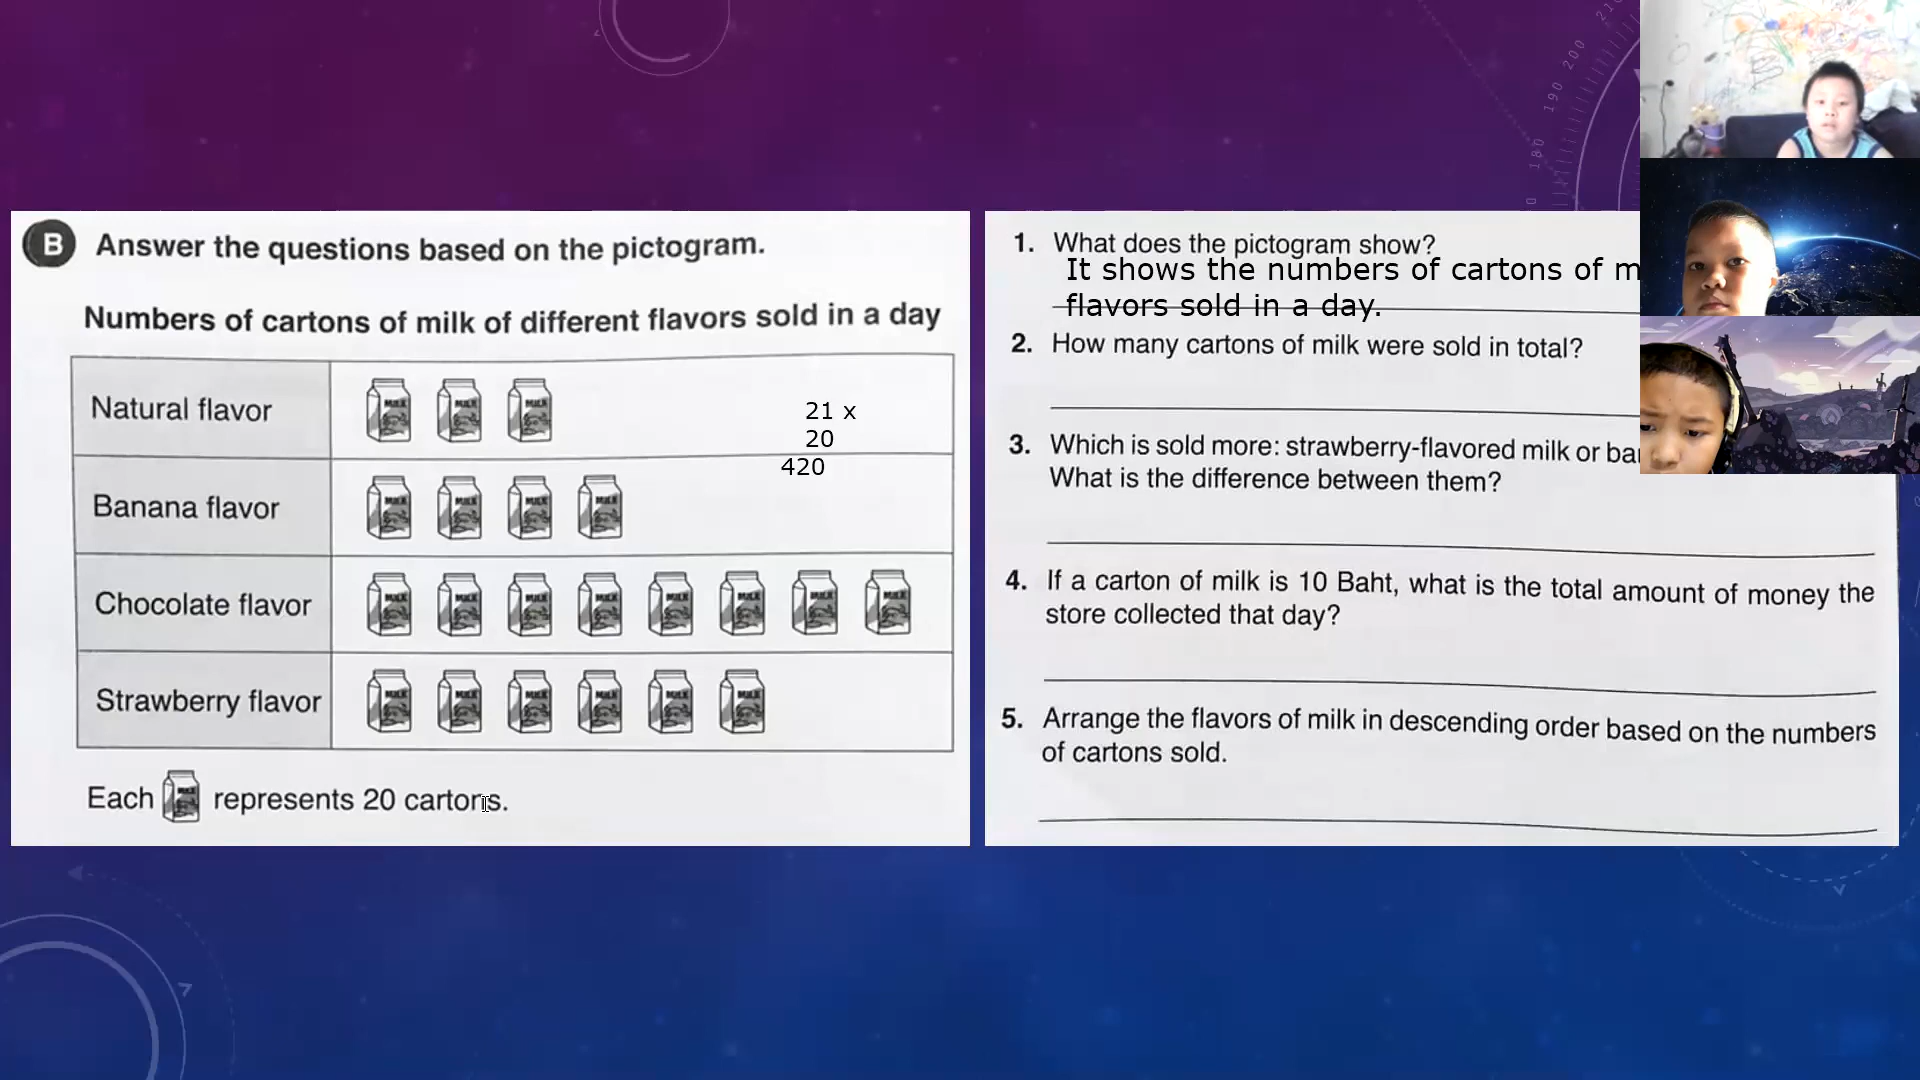 B Answer the questions based on the pictogram.
Numbers of cartons of milk of different flavors sold in a day
Natural flavor
21 x
20
420
Banana flavor
Chocolate flavor
Strawberry flavor
Each represents 20 cartons.
1. What does the pictogram show?
It shows the numbers of cartons of m
flavors sold in a day.
2. How many cartons of milk were sold in total?
3. Which is sold more: strawberry-flavored milk or ba
What is the difference between them?
4. If a carton of milk is 10 Baht, what is the total amount of money the
store collected that day?
5. Arrange the flavors of milk in descending order based on the numbers
of cartons sold.
180
190
200